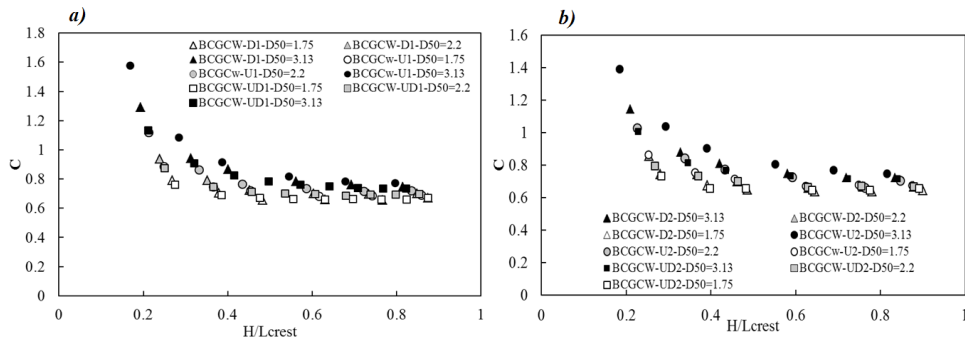 a)
1.8
1.6
1.4
1.2
1
0.8
0.6
0.4
0.2
0
C
BCGCW-D1-D50=1.75 BCGCW-D1-D50=2.2
BCGCW-D1-D50=3.13 BCGCw-U1-D50=1.75
BCGCw-U1-D50=2.2 BCGCw-U1-D50=3.13
BCGCW-UD1-D50=1.75 BCGCW-UD1-D50=2.2
BCGCW-UD1-D50=3.13
0 0.2 0.4 0.6 0.8 1
H/Lcrest
b)
1.6
1.4
1.2
1
0.8
0.6
0.4
0.2
0
C
BCGCW-D2-D50=3.13 BCGCW-D2-D50=2.2
BCGCW-D2-D50=1.75 BCGCW-U2-D50=3.13
BCGCW-U2-D50=2.2 BCGCw-U2-D50=1.75
BCGCW-UD2-D50=3.13 BCGCW-UD2-D50=2.2
BCGCW-UD2-D50=1.75
0 0.2 0.4 0.6 0.8 1
H/Lcrest